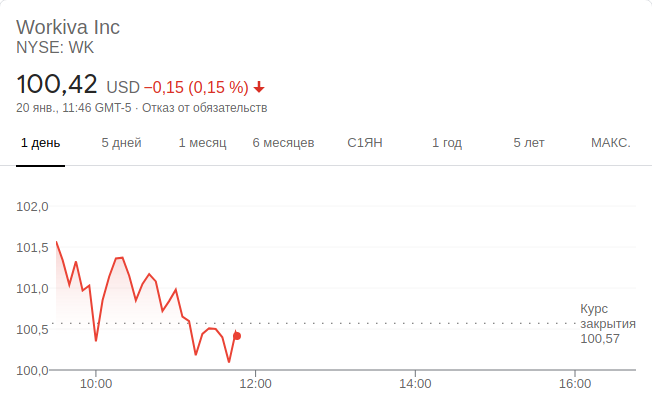 Workiva Inc
NYSE: WK
100,42 USD −0,15 (0,15 %)
20 янв., 11:46 GMT-5 · Отказ от обязательств
1 день 5 дней 1 месяц 6 месяцев С1ЯН 1 год 5 лет МАКС.
102,0
101,5
101,0
Курс
закрытия
100,57
100,5
100,0
10:00 12:00 14:00 16:00